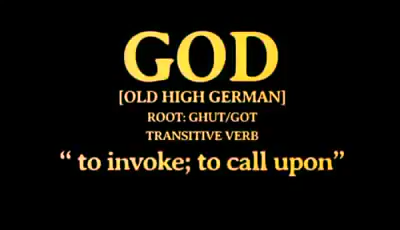 GOD
[OLD HIGH GERMAN]
ROOT: GHUT/GOT
TRANSITIVE VERB
“ to invoke; to call upon”